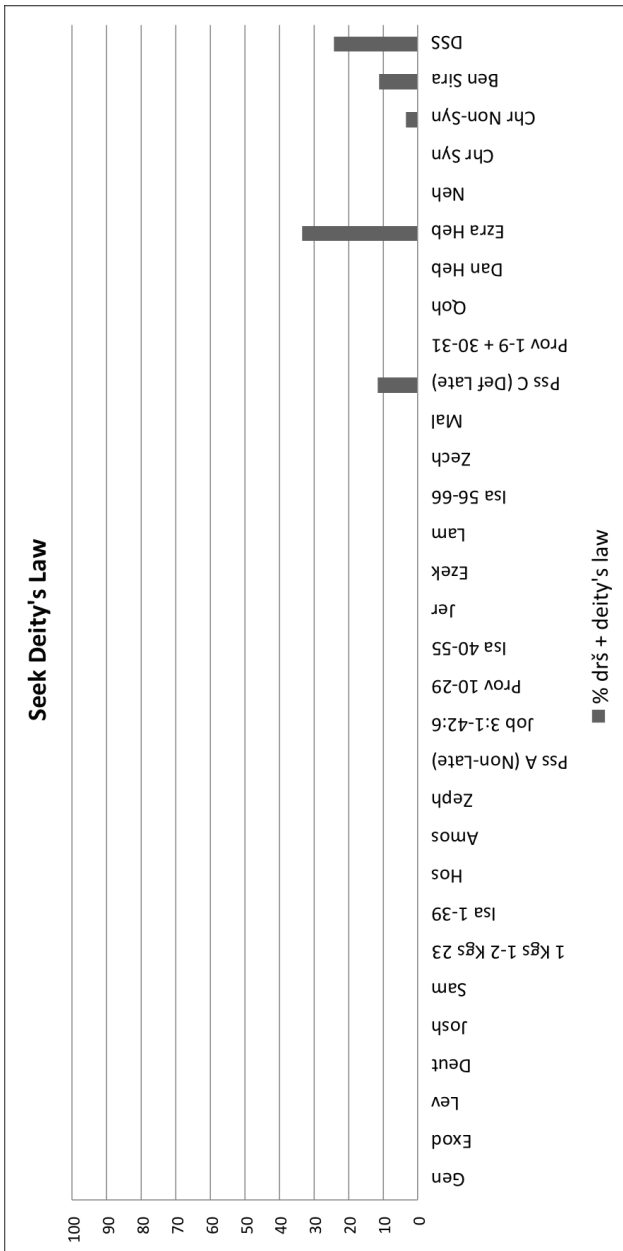 Seek Deity's Law
100
90
80
70
60
50
40
30
20
10
0
Gen
Exod
Lev
Deut
Josh
Sam
1 Kgs 1-2 Kgs 23
Isa 1-39
Hos
Amos
Zeph
Pss A (Non-Late)
Job 3:1-42:6
Prov 10-29
Isa 40-55
Jer
Ezek
Lam
Isa 56-66
Zech
Mal
Pss C (Def Late)
Prov 1-9 + 30-31
Qoh
Dan Heb
Ezra Heb
Neh
Chr Syn
Chr Non-Syn
Ben Sira
DSS
% drš + deity's law